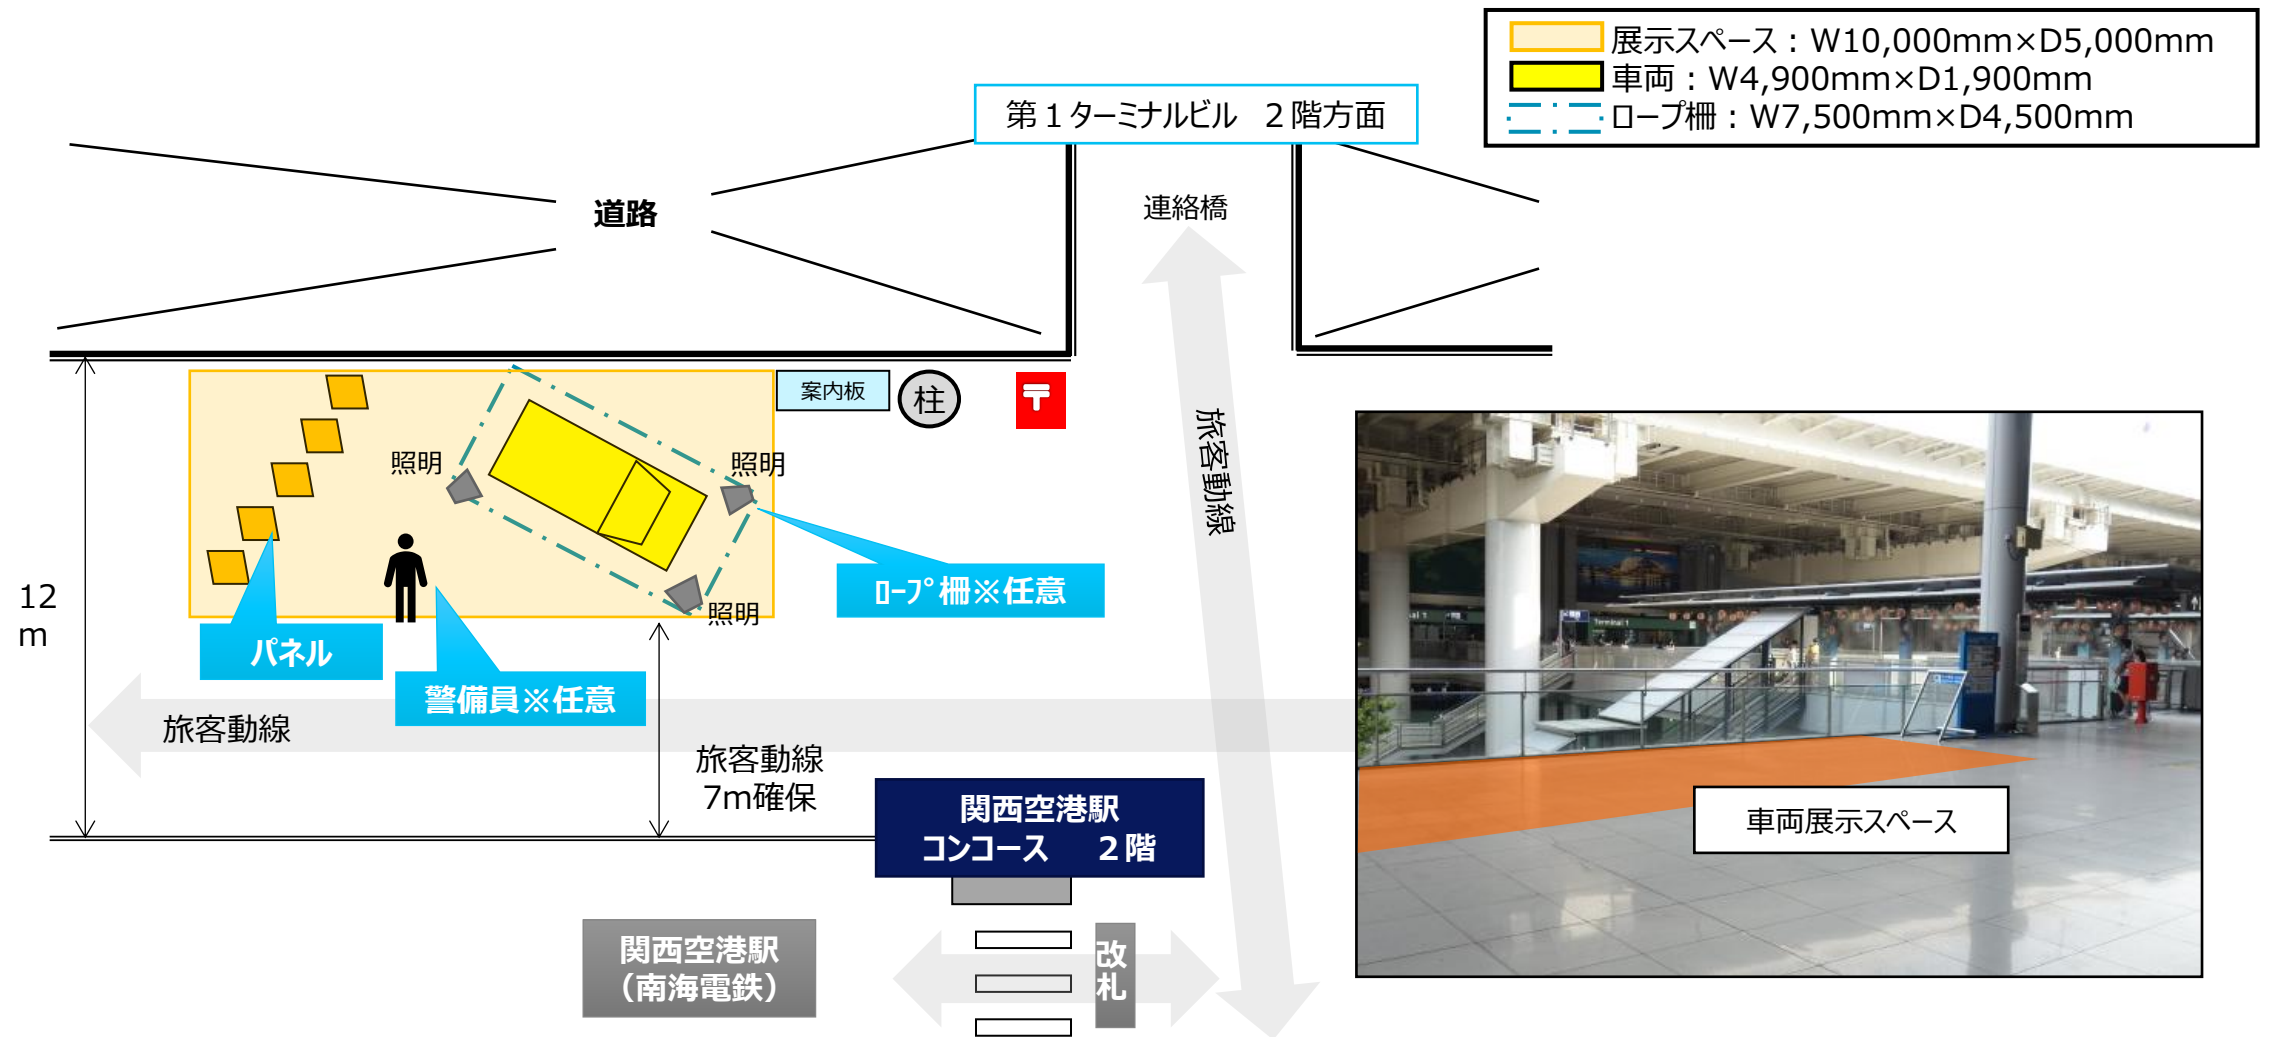 展示スペース：W10,000mm×D5,000mm
車両：W4,900mm×D1,900mm
ロープ柵：W7,500mm×D4,500mm
第１ターミナルビル　２階方面
道路
連絡橋
案内板
柱
〒
旅客動線
照明
照明
照明
ﾛｰﾌﾟ柵※任意
12
m
パネル
警備員※任意
旅客動線
旅客動線
7m確保
関西空港駅
コンコース　２階
関西空港駅
（南海電鉄）
改
札
Terminal 1
車両展示スペース